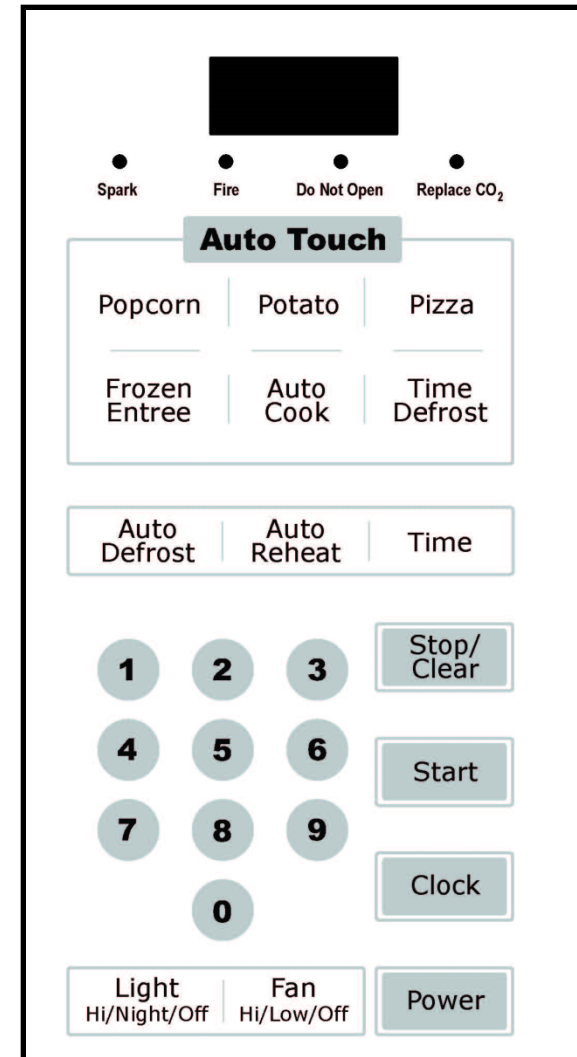 Spark Fire Do Not Open Replace CO₂
Auto Touch
Popcorn Potato Pizza
Frozen Auto Time
Entree Cook Defrost
Auto Auto Time
Defrost Reheat
1 2 3 Stop/
Clear
4 5 6 Start
7 8 9
Clock
0
Light Fan Power
Hi/Night/Off Hi/Low/Off